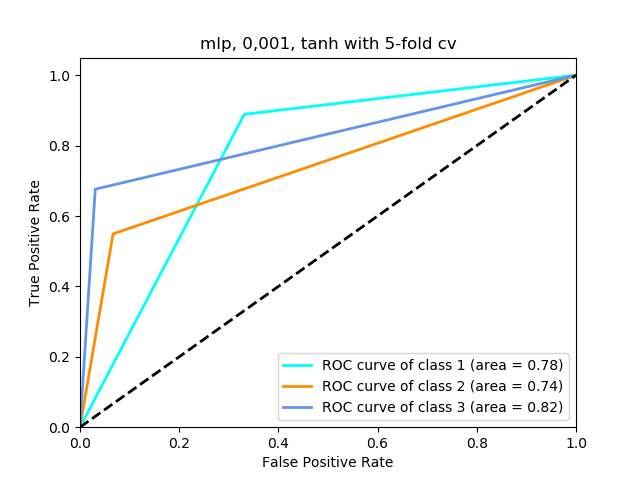 mlp, 0,001, tanh with 5-fold cv
True Positive Rate
1.0
0.8
0.6
0.4
0.2
0.0
0.0 0.2 0.4 0.6 0.8 1.0
False Positive Rate
ROC curve of class 1 (area = 0.78)
ROC curve of class 2 (area = 0.74)
ROC curve of class 3 (area = 0.82)